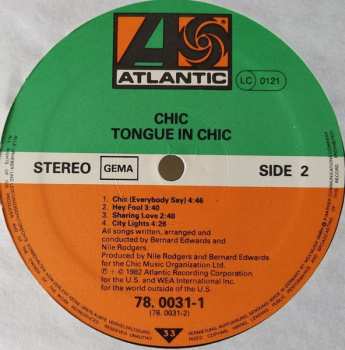 ATLANTIC
LC 0121
CHIC
TONGUE IN CHIC
STEREO GEMA SIDE 2
1. Chic (Everybody Say) 4:46
2. Hey Fool 3:40
3. Sharing Love 2:40
4. City Lights 4:26
All songs written, arranged and
conducted by Bernard Edwards and
Nile Rodgers.
Produced by Nile Rodgers and Bernard Edwards
for the Chic Music Organization Ltd.
℗ + © 1982 Atlantic Recording Corporation
for the U.S. and WEA International Inc.
for the world outside of the U.S.
78. 0031-1
(78. 0031-2)
33